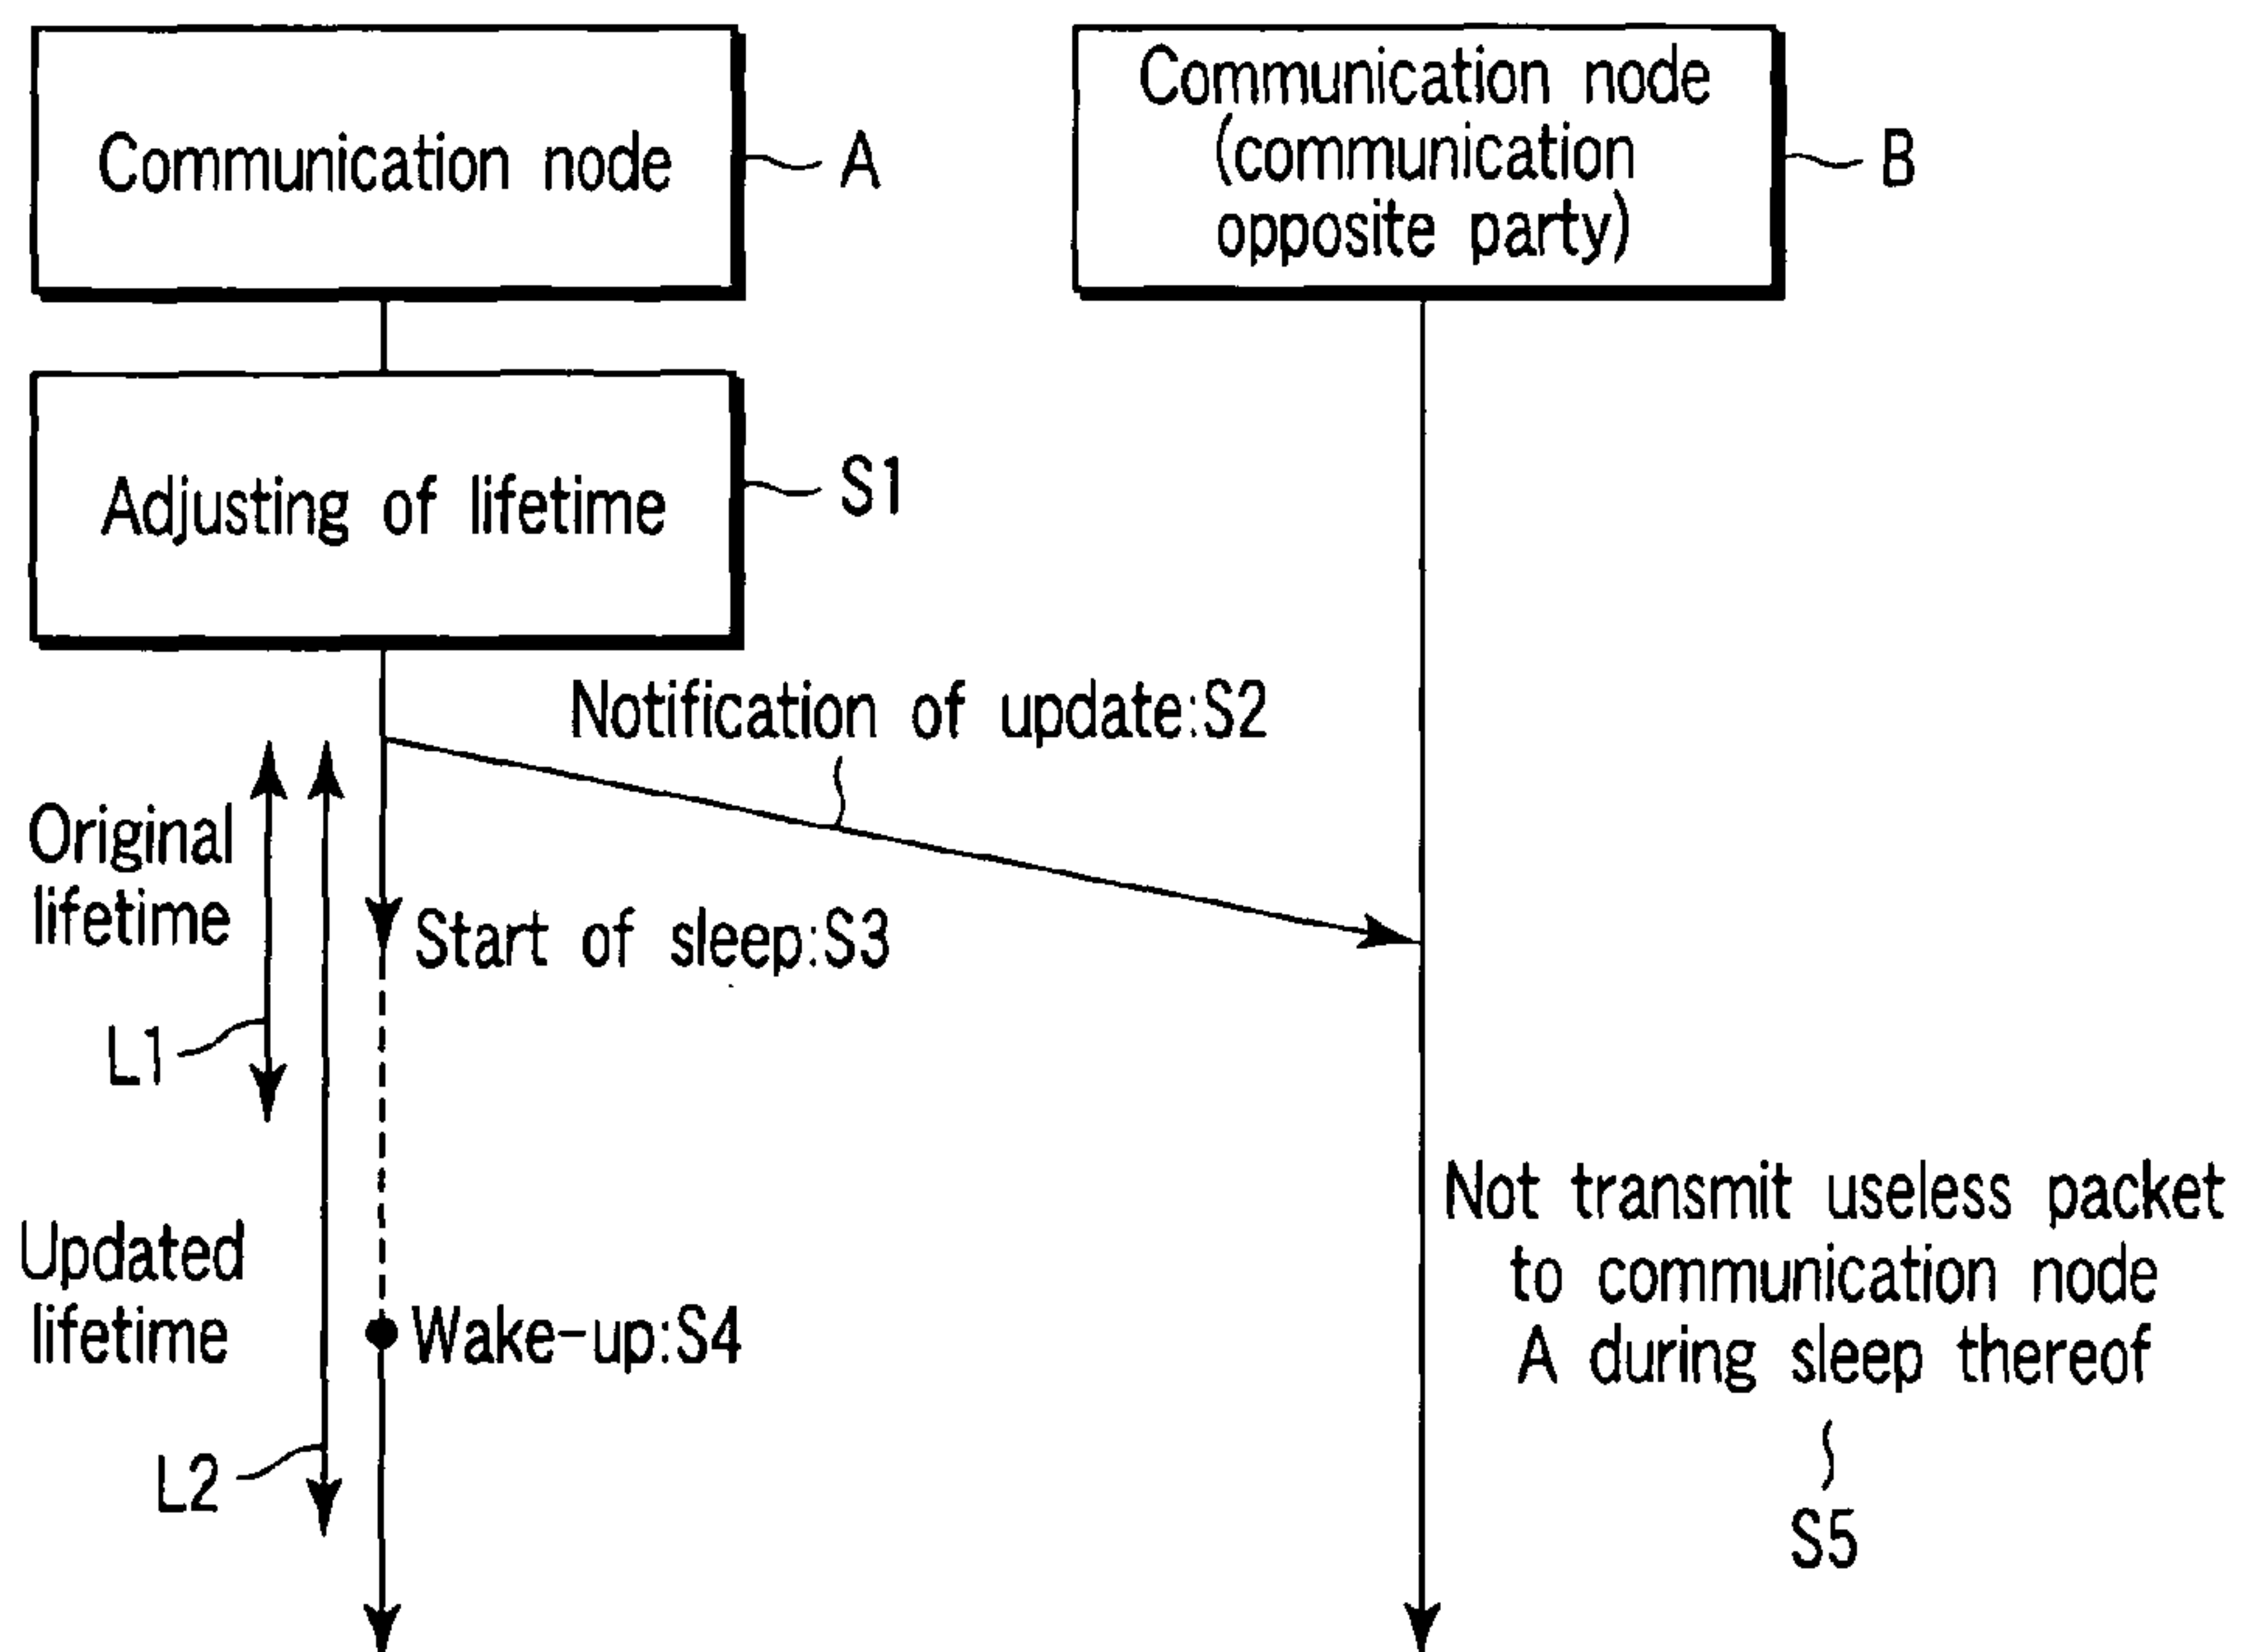 Communication node
A
Communication node
(communication
opposite party)
B
Adjusting of lifetime
S1
Notification of update:S2
Original
lifetime
Start of sleep:S3
L1
Not transmit useless packet
to communication node
A during sleep thereof
Updated
lifetime
Wake-up:S4
L2
S5